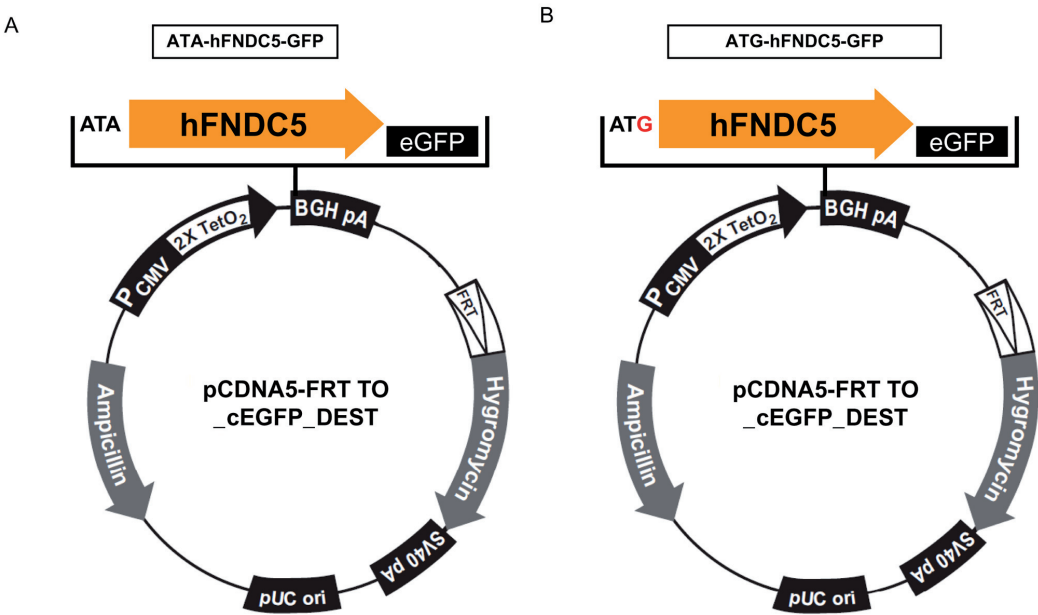 A
ATA-hFNDC5-GFP
ATA
hFNDC5
eGFP
BGH pA
2X TetO2
PCMV
FRT
Ampicillin
pCDNA5-FRT TO
_cEGFP_DEST
Hygromycin
SV40 pA
pUC ori
B
ATG-hFNDC5-GFP
ATG
hFNDC5
eGFP
BGH pA
2X TetO2
PCMV
FRT
Ampicillin
pCDNA5-FRT TO
_cEGFP_DEST
Hygromycin
SV40 pA
pUC ori